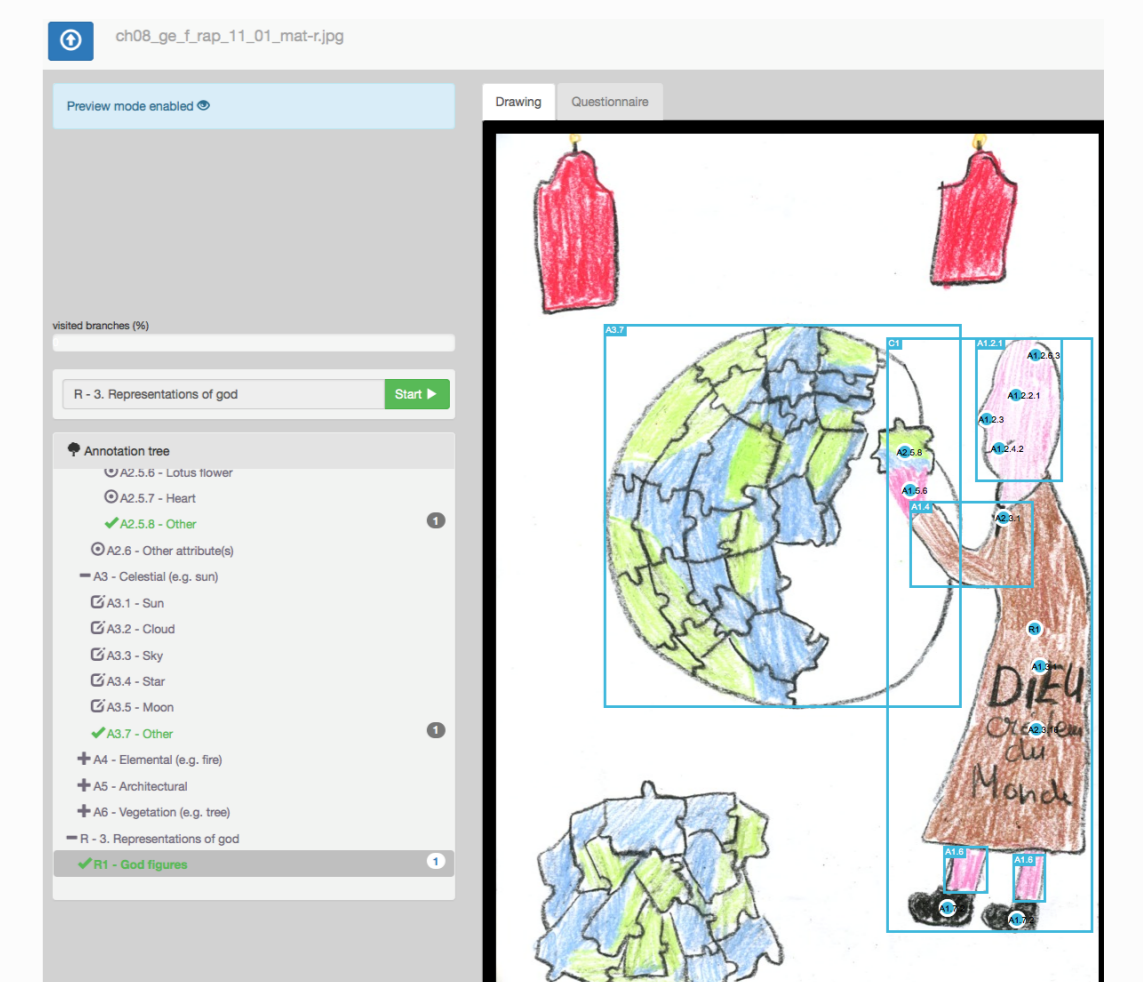 ch08_ge_f_rap_11_01_mat-r.jpg
Preview mode enabled
Drawing
Questionnaire
visited branches (%)
R - 3. Representations of god
Start
Annotation tree
A2.5.6 - Lotus flower
A2.5.7 - Heart
A2.5.8 - Other
1
A2.6 - Other attribute(s)
A3 - Celestial (e.g. sun)
A3.1 - Sun
A3.2 - Cloud
A3.3 - Sky
A3.4 - Star
A3.5 - Moon
A3.7 - Other
1
A4 - Elemental (e.g. fire)
A5 - Architectural
A6 - Vegetation (e.g. tree)
R - 3. Representations of god
R1 - God figures
1
A3.7
C1
A1.2.1
A1.2.6.3
A1.2.2.1
A1.2.3
A1.2.4.2
A2.5.8
A1.5.6
A1.4
A2.3.1
R1
DIEU
du
Monde
A1.6
A1.6
A1.7.2